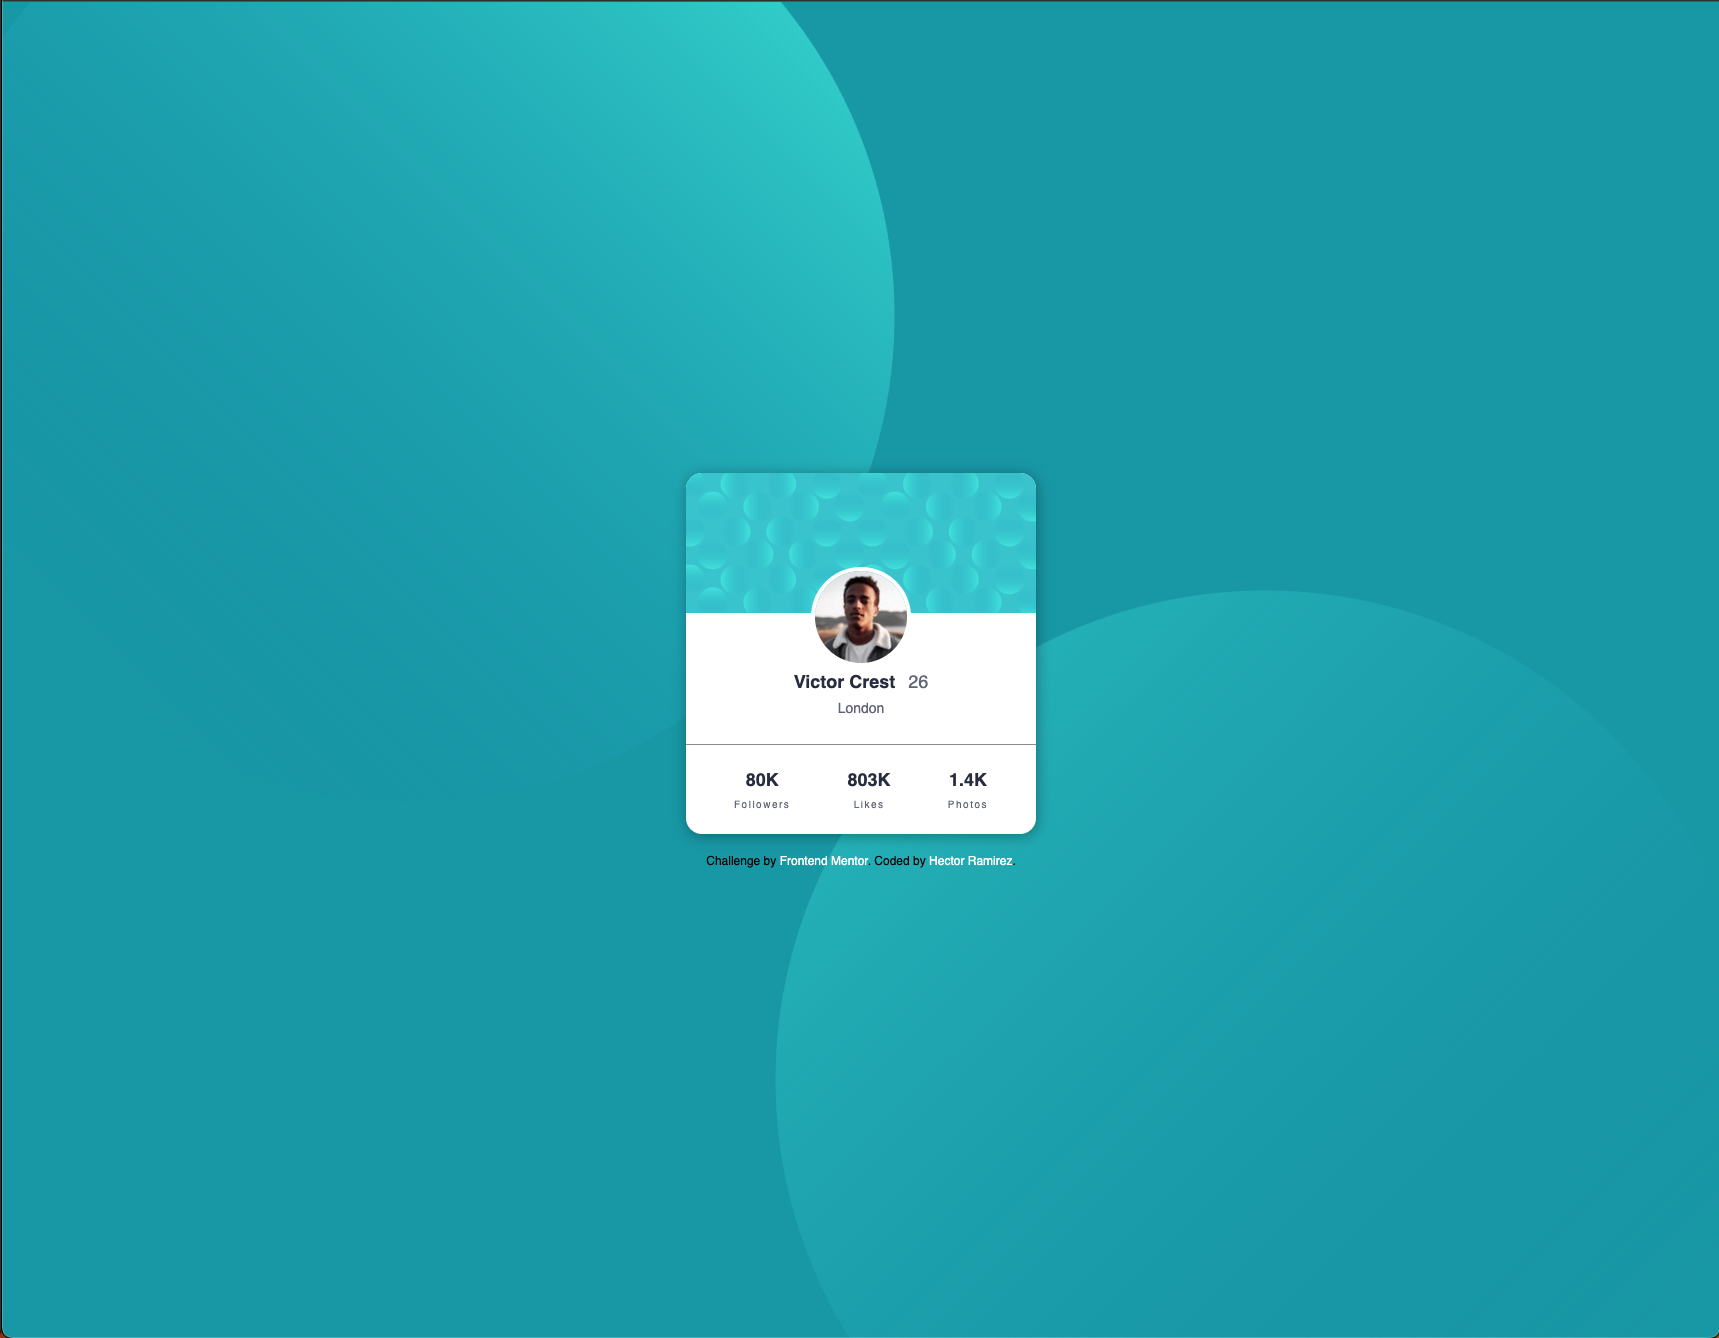 Victor Crest 26
London
80K 803K 1.4K
Followers Likes Photos
Challenge by Frontend Mentor. Coded by Hector Ramirez.